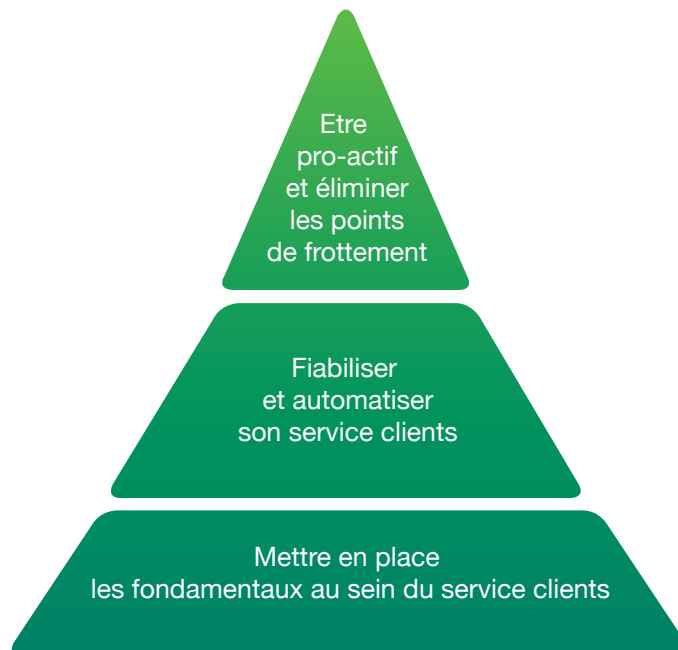 Etre
pro-actif
et éliminer
les points
de frottement
Fiabiliser
et automatiser
son service clients
Mettre en place
les fondamentaux au sein du service clients